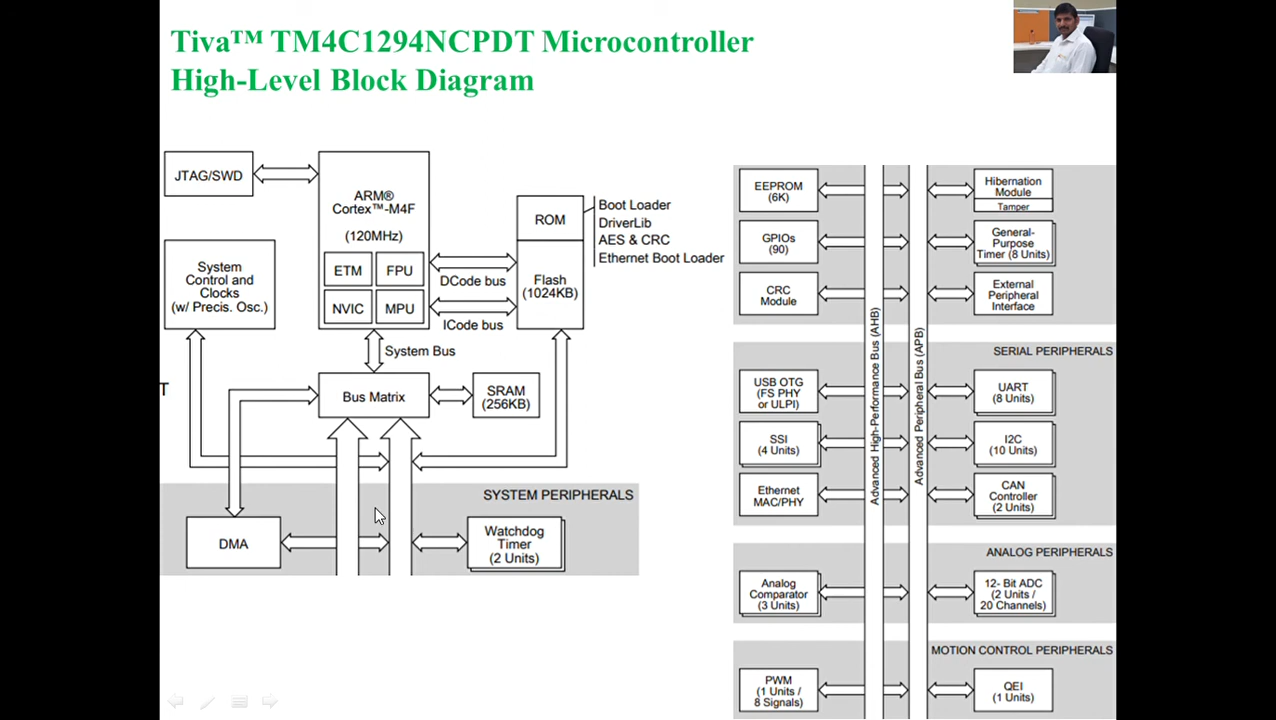 Tiva™ TM4C1294NCPDT Microcontroller
High-Level Block Diagram
JTAG/SWD
ARM®
Cortex™-M4F
(120MHz)
ETM
FPU
NVIC
MPU
System
Control and
Clocks
(w/ Precis. Osc.)
DCode bus
ICode bus
ROM
Flash
(1024KB)
Boot Loader
DriverLib
AES & CRC
Ethernet Boot Loader
System Bus
T
Bus Matrix
SRAM
(256KB)
SYSTEM PERIPHERALS
DMA
Watchdog
Timer
(2 Units)
EEPROM
(6K)
GPIOs
(90)
CRC
Module
Hibernation
Module
Tamper
General-
Purpose
Timer (8 Units)
External
Peripheral
Interface
Advanced High-Performance Bus (AHB)
Advanced Peripheral Bus (APB)
SERIAL PERIPHERALS
USB OTG
(FS PHY
or ULPI)
SSI
(4 Units)
Ethernet
MAC/PHY
UART
(8 Units)
I2C
(10 Units)
CAN
Controller
(2 Units)
ANALOG PERIPHERALS
Analog
Comparator
(3 Units)
12- Bit ADC
(2 Units /
20 Channels)
MOTION CONTROL PERIPHERALS
PWM
(1 Units /
8 Signals)
QEI
(1 Units)